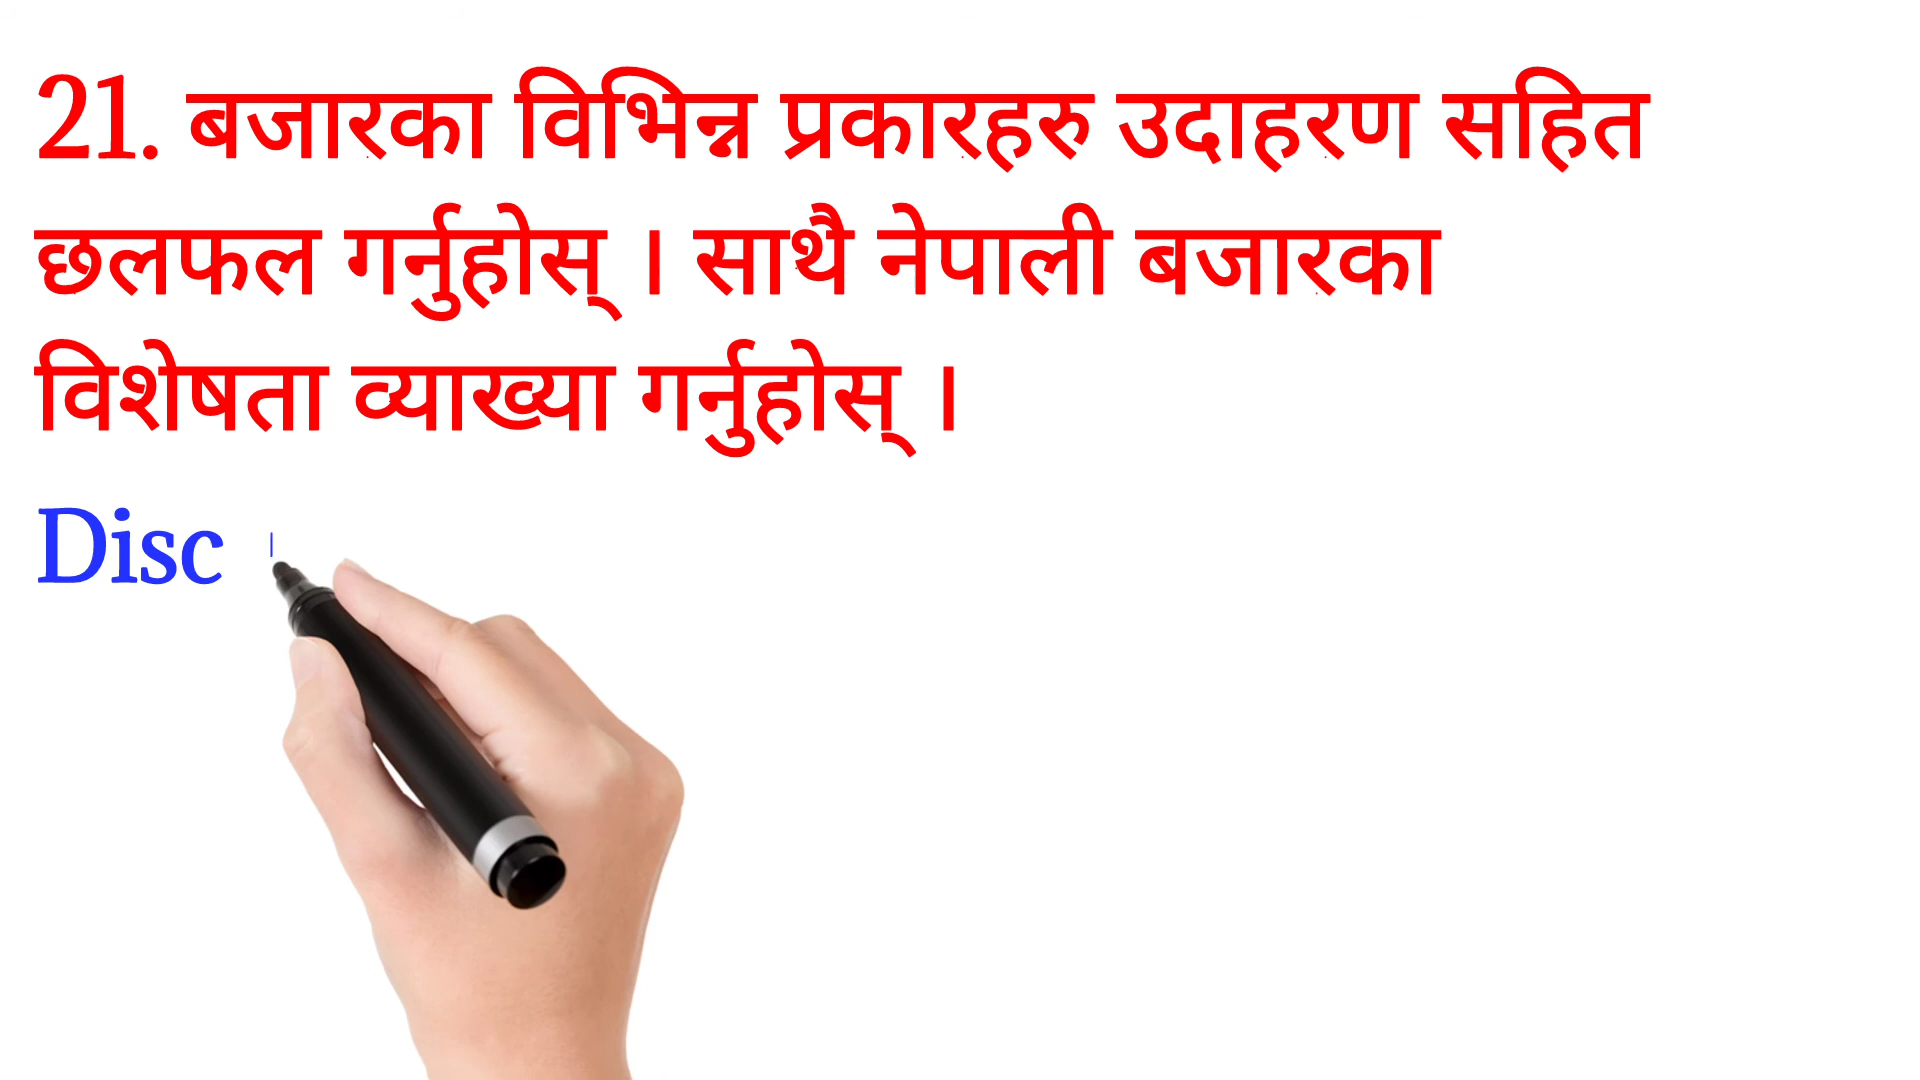 21. बजारका विभिन्न प्रकारहरु उदाहरण सहित
छलफल गर्नुहोस् । साथै नेपाली बजारका
विशेषता व्याख्या गर्नुहोस् ।
Disc